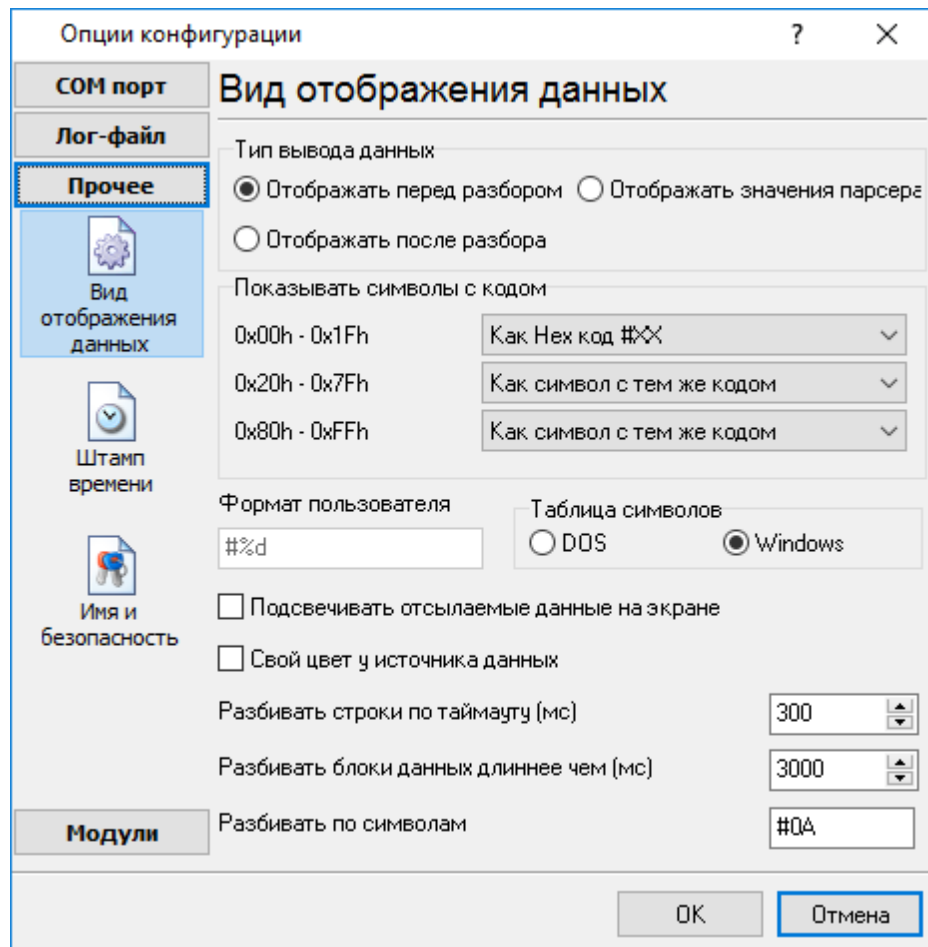 Опции конфигурации
?
COM порт
Лог-файл
Прочее
Вид
отображения
данных
Штамп
времени
Имя и
безопасность
Модули
Вид отображения данных
Тип вывода данных
Отображать перед разбором
Отображать значения парсера
Отображать после разбора
Показывать символы с кодом
0x00h - 0x1Fh
Как Hex код #XX
0x20h - 0x7Fh
Как символ с тем же кодом
0x80h - 0xFFh
Как символ с тем же кодом
Формат пользователя
#%d
Таблица символов
DOS
Windows
Подсвечивать отсылаемые данные на экране
Свой цвет у источника данных
Разбивать строки по таймауту (мс)
300
Разбивать блоки данных длиннее чем (мс)
3000
Разбивать по символам
#0A
OK
Отмена